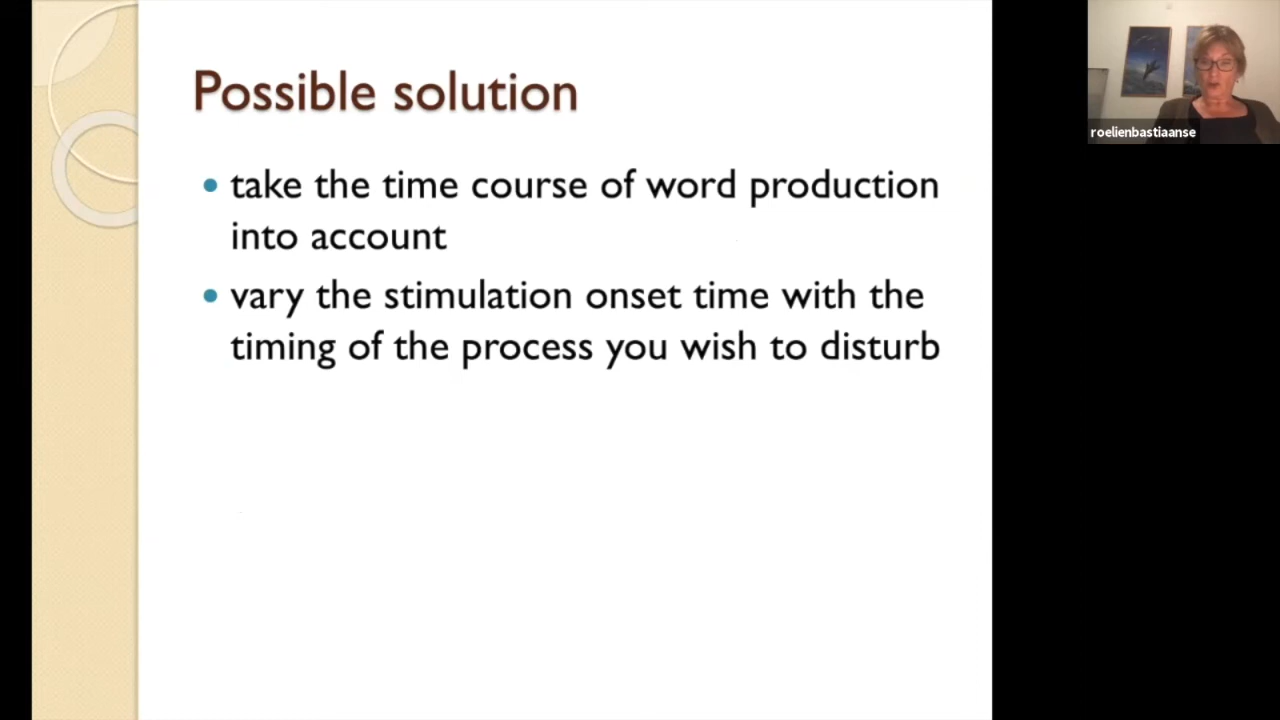 Possible solution
take the time course of word production
into account
vary the stimulation onset time with the
timing of the process you wish to disturb
roelienbastiaanse